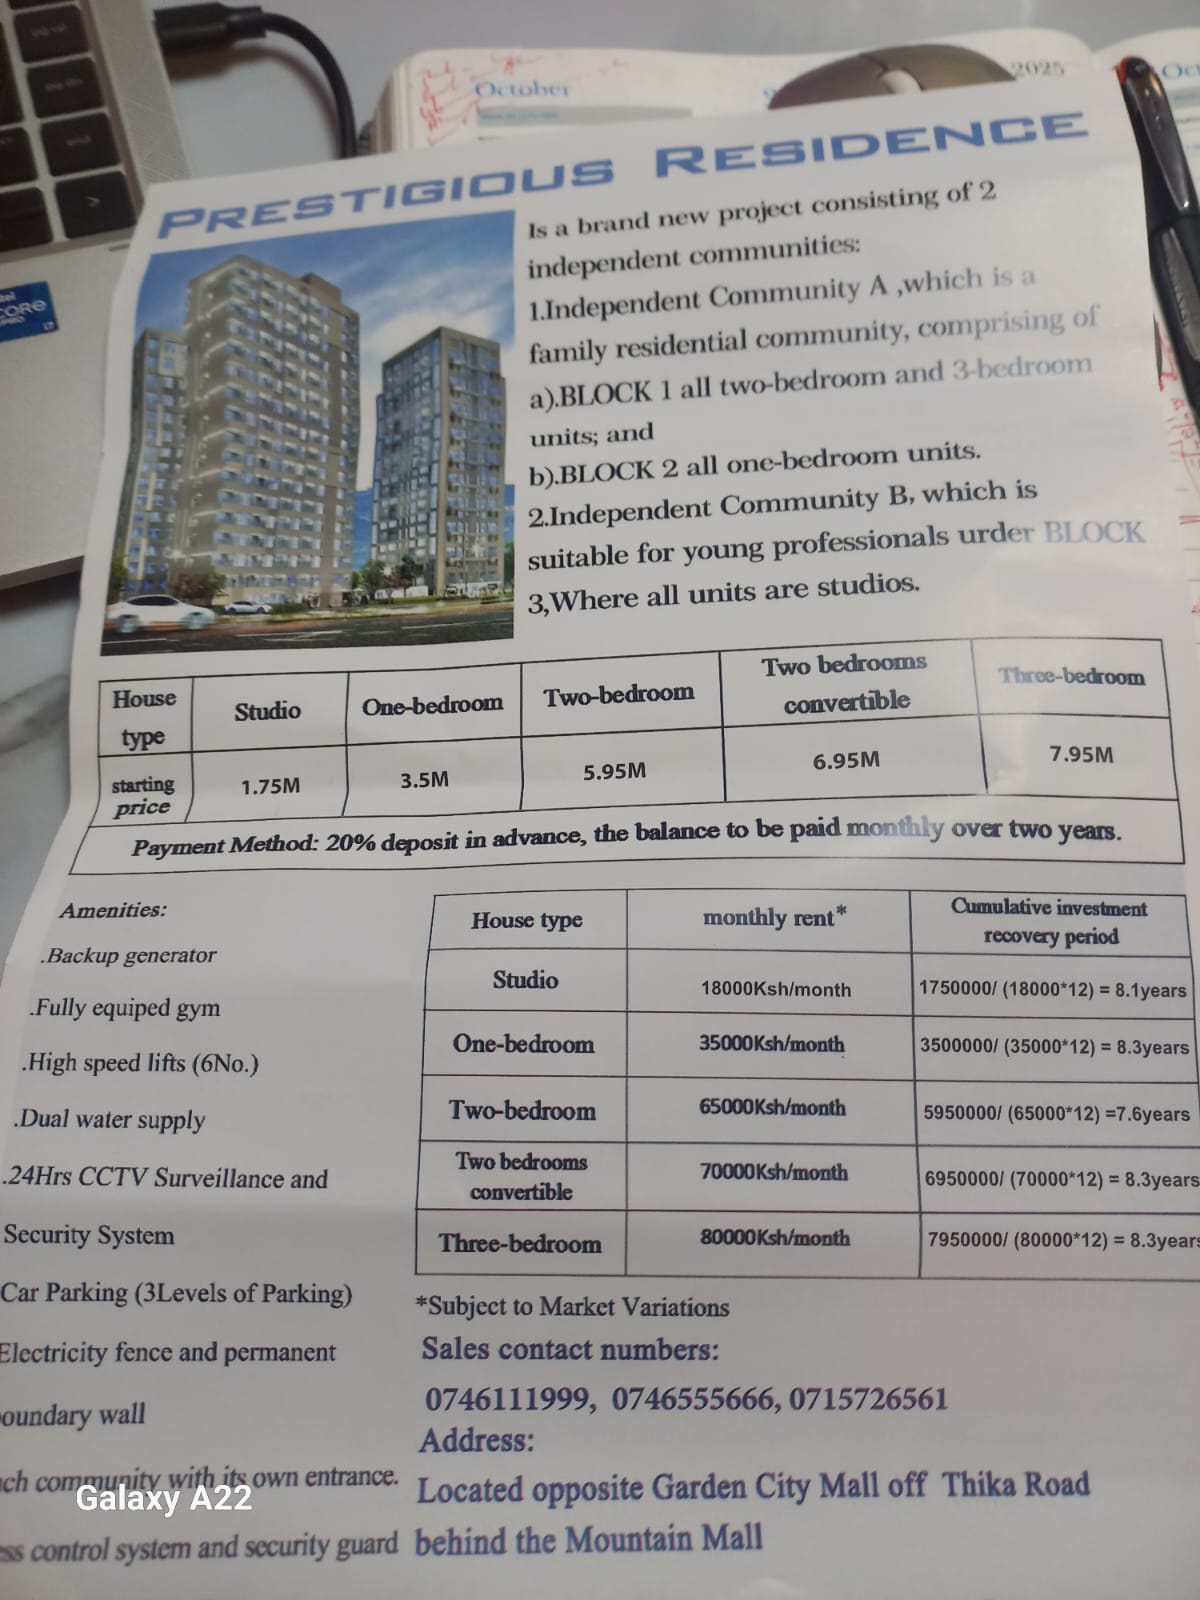 October
2025
Oct
CORE
PRESTIGIOUS RESIDENCE
Is a brand new project consisting of 2
independent communities:
1.Independent Community A ,which is a
family residential community, comprising of
a).BLOCK 1 all two-bedroom and 3-bedroom
units; and
b).BLOCK 2 all one-bedroom units.
2.Independent Community B, which is
suitable for young professionals urder BLOCK
3,Where all units are studios.
House type Studio One-bedroom Two-bedroom Two bedrooms convertible Three-bedroom
starting price 1.75M 3.5M 5.95M 6.95M 7.95M
Payment Method: 20% deposit in advance, the balance to be paid monthly over two years.
Amenities:
.Backup generator
.Fully equiped gym
.High speed lifts (6No.)
.Dual water supply
.24Hrs CCTV Surveillance and
Security System
Car Parking (3Levels of Parking)
Electricity fence and permanent
oundary wall
ch community with its own entrance.
ss control system and security guard
House type monthly rent* Cumulative investment recovery period
Studio 18000Ksh/month 1750000/ (18000*12) = 8.1years
One-bedroom 35000Ksh/month 3500000/ (35000*12) = 8.3years
Two-bedroom 65000Ksh/month 5950000/ (65000*12) =7.6years
Two bedrooms convertible 70000Ksh/month 6950000/ (70000*12) = 8.3years
Three-bedroom 80000Ksh/month 7950000/ (80000*12) = 8.3years
*Subject to Market Variations
Sales contact numbers:
0746111999, 0746555666, 0715726561
Address:
Located opposite Garden City Mall off Thika Road
behind the Mountain Mall
Galaxy A22